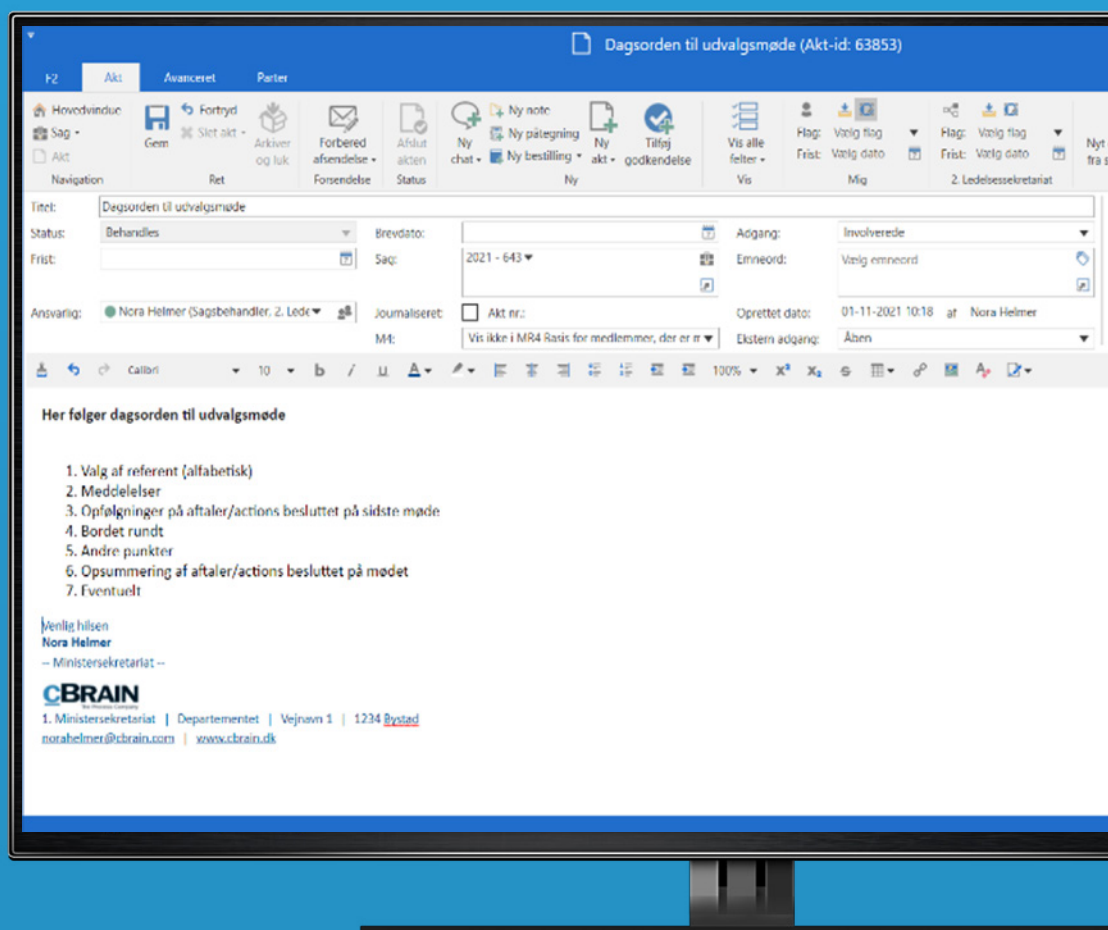 Dagsorden til udvalgsmøde (Akt-id: 63853)
F2 Akt Avanceret Parter
Hovedvindue
Sag
Akt
Navigation
Gem
Fortryd
Slet akt
Arkiver og luk
Ret
Forbered afsendelse
Forsendelse
Afslut akten
Status
Ny chat
Ny note
Ny påtegning
Ny bestilling
Ny akt
Tilføj godkendelse
Ny
Vis alle felter
Vis
Flag: Vælg flag
Frist: Vælg dato
Mig
Flag: Vælg flag
Frist: Vælg dato
2. Ledelsessekretariat
Nyt
fra s
Titel: Dagsorden til udvalgsmøde
Status: Behandles Brevdato: Adgang: Involverede
Frist: Sag: 2021 - 643 Emneord: Vælg emneord
Ansvarlig: Nora Helmer (Sagsbehandler, 2. Lede Journaliseret: Akt nr.: Oprettet dato: 01-11-2021 10:18 af Nora Helmer
M4: Vis ikke i MR4 Basis for medlemmer, der er m Ekstern adgang: Åben
Calibri 10 b / u A 100% X² X₂ S
Her følger dagsorden til udvalgsmøde
1. Valg af referent (alfabetisk)
2. Meddelelser
3. Opfølgninger på aftaler/actions besluttet på sidste møde
4. Bordet rundt
5. Andre punkter
6. Opsummering af aftaler/actions besluttet på mødet
7. Eventuelt
Venlig hilsen
Nora Helmer
-- Ministersekretariat --
CBRAIN
The Process Company
1. Ministersekretariat | Departementet | Vejnavn 1 | 1234 Bystad
norahelmer@cbrain.com | www.cbrain.dk